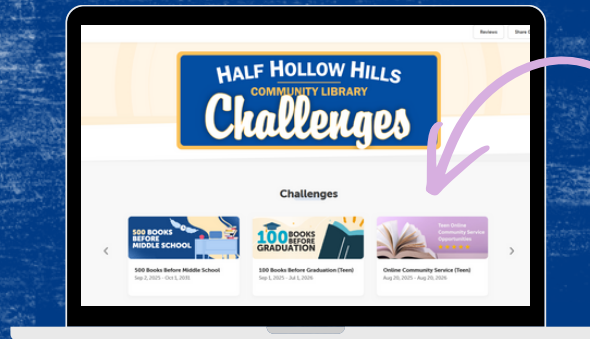 Reviews Share
HALF HOLLOW HILLS
COMMUNITY LIBRARY
Challenges
Challenges
500 BOOKS
BEFORE
MIDDLE SCHOOL
100 BOOKS
BEFORE
GRADUATION
Teen Online
Community Service
Opportunities
500 Books Before Middle School
Sep 2, 2025 - Oct 1, 2031
100 Books Before Graduation (Teen)
Sep 1, 2025 - Jul 1, 2026
Online Community Service (Teen)
Aug 20, 2025 - Aug 20, 2026